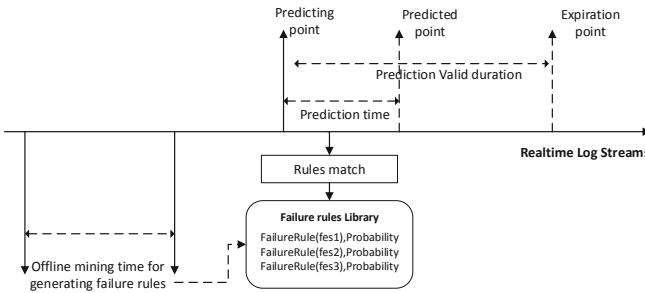 Predicting
point
Predicted
point
Expiration
point
Prediction Valid duration
Prediction time
Realtime Log Streams
Rules match
Failure rules Library
FailureRule(fes1),Probability
FailureRule(fes2),Probability
FailureRule(fes3),Probability
Offline mining time for
generating failure rules